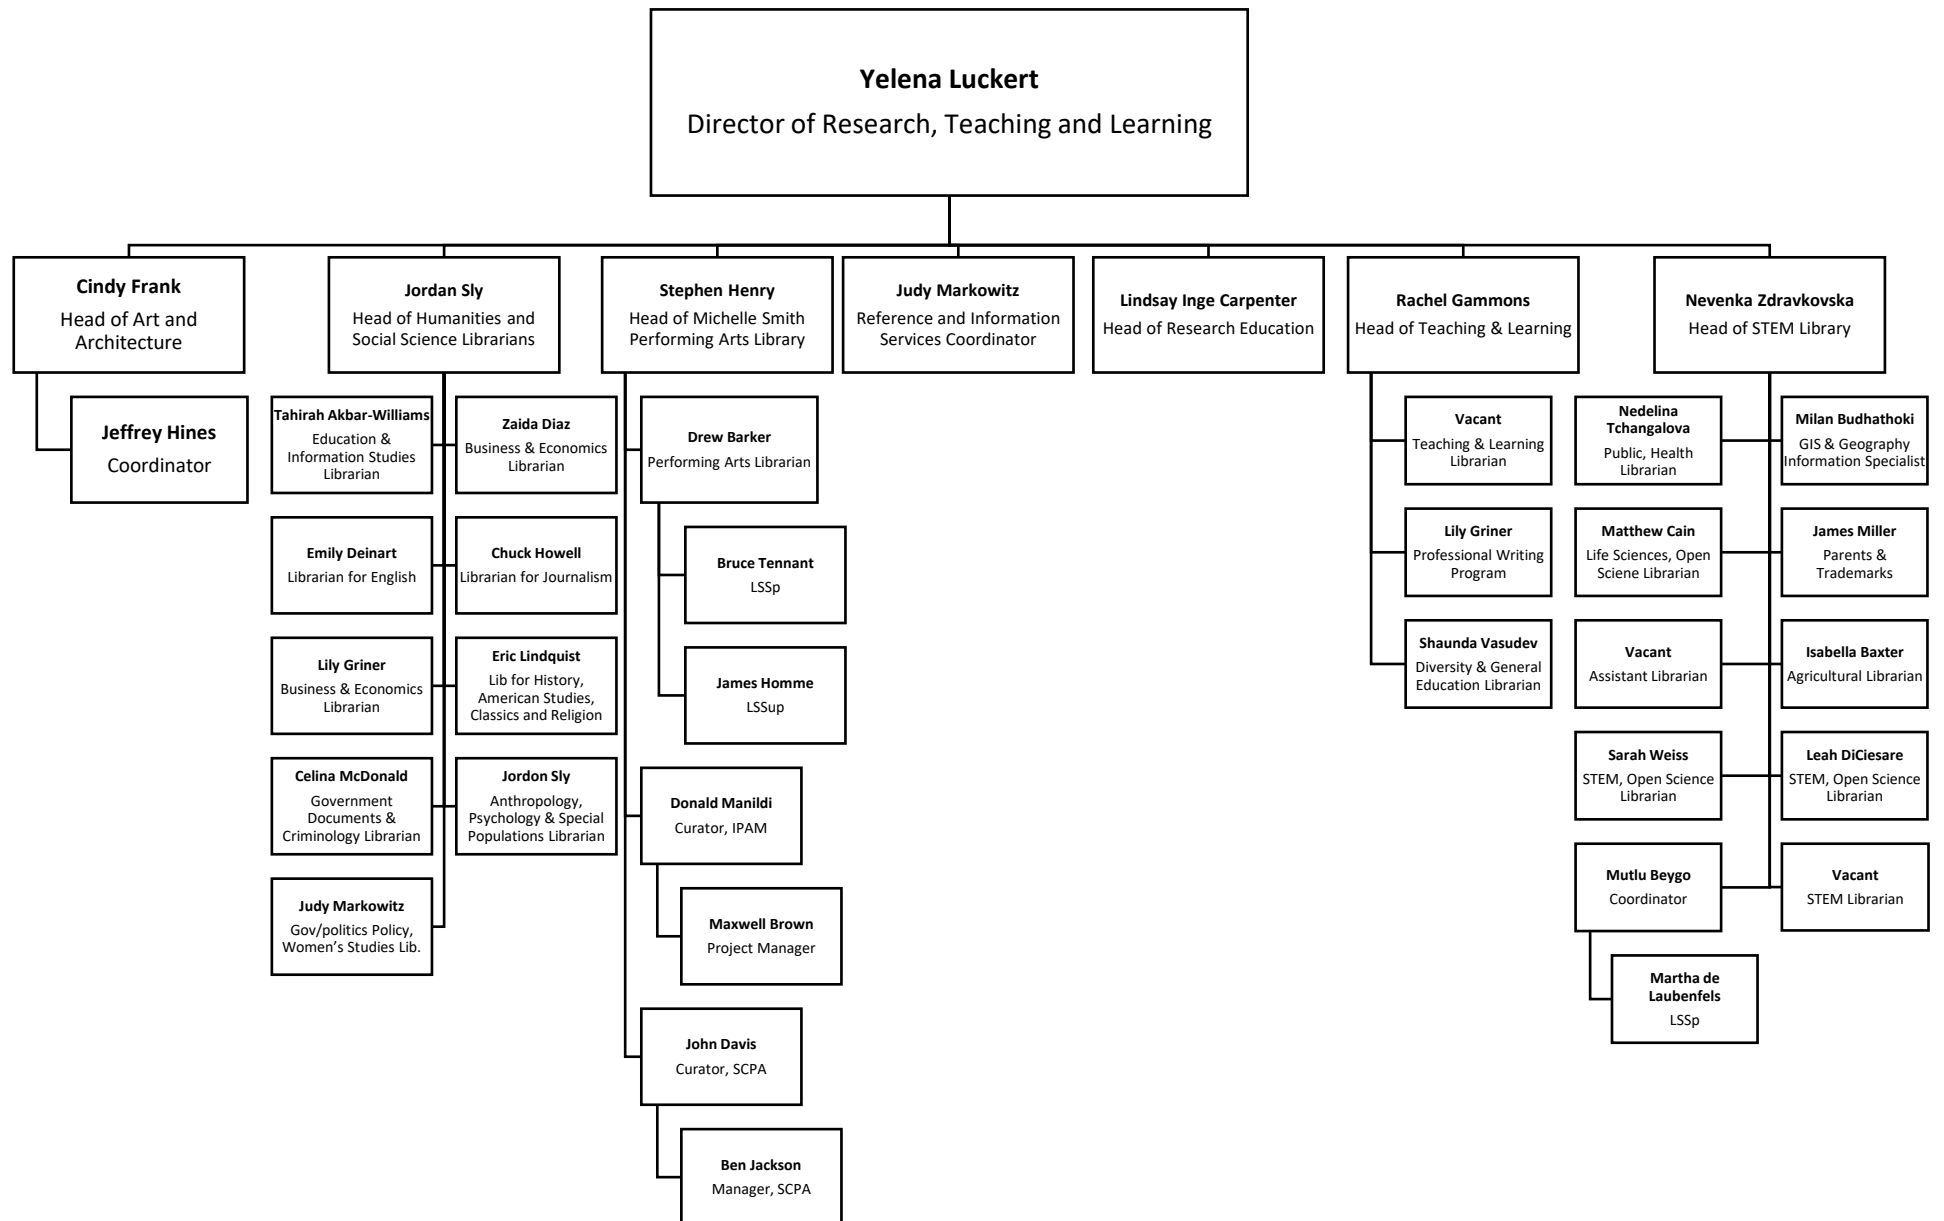 Yelena Luckert
Director of Research, Teaching and Learning
Cindy Frank
Head of Art and
Architecture
Jeffrey Hines
Coordinator
Jordan Sly
Head of Humanities and
Social Science Librarians
Tahirah Akbar-Williams
Education &
Information Studies
Librarian
Zaida Diaz
Business & Economics
Librarian
Emily Deinart
Librarian for English
Chuck Howell
Librarian for Journalism
Lily Griner
Business & Economics
Librarian
Eric Lindquist
Lib for History,
American Studies,
Classics and Religion
Celina McDonald
Government
Documents &
Criminology Librarian
Jordon Sly
Anthropology,
Psychology & Special
Populations Librarian
Judy Markowitz
Gov/politics Policy,
Women's Studies Lib.
Stephen Henry
Head of Michelle Smith
Performing Arts Library
Drew Barker
Performing Arts Librarian
Bruce Tennant
LSSp
James Homme
LSSup
Donald Manildi
Curator, IPAM
Maxwell Brown
Project Manager
John Davis
Curator, SCPA
Ben Jackson
Manager, SCPA
Judy Markowitz
Reference and Information
Services Coordinator
Lindsay Inge Carpenter
Head of Research Education
Rachel Gammons
Head of Teaching & Learning
Vacant
Teaching & Learning
Librarian
Lily Griner
Professional Writing
Program
Shaunda Vasudev
Diversity & General
Education Librarian
Nevenka Zdravkovska
Head of STEM Library
Nedelina
Tchangalova
Public, Health
Librarian
Milan Budhathoki
GIS & Geography
Information Specialist
Matthew Cain
Life Sciences, Open
Sciene Librarian
James Miller
Parents &
Trademarks
Vacant
Assistant Librarian
Isabella Baxter
Agricultural Librarian
Sarah Weiss
STEM, Open Science
Librarian
Leah DiCiesare
STEM, Open Science
Librarian
Mutlu Beygo
Coordinator
Vacant
STEM Librarian
Martha de
Laubenfels
LSSp